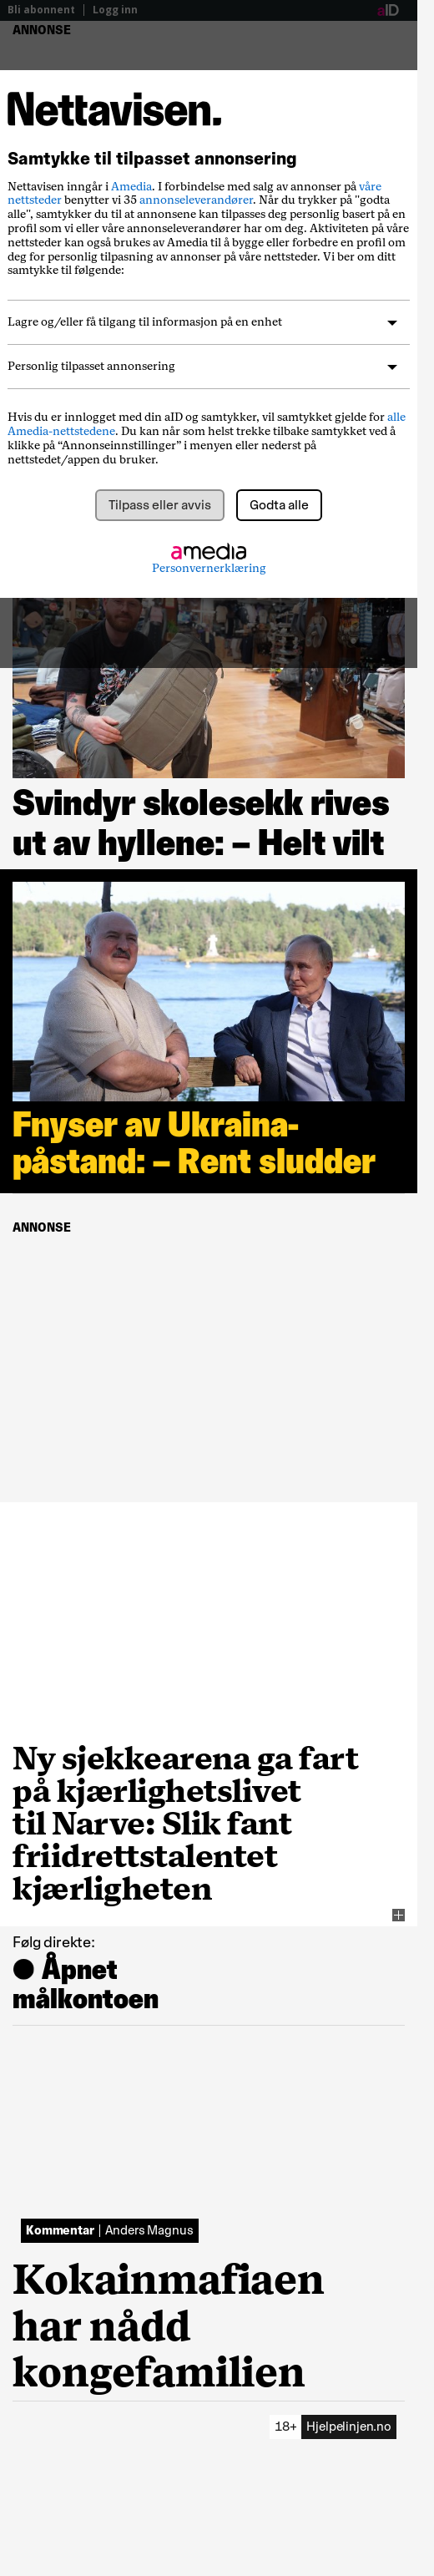 Bli abonnent | Logg inn
aID
ANNONSE
Nettavisen.
Samtykke til tilpasset annonsering
Nettavisen inngår i Amedia. I forbindelse med salg av annonser på våre
nettsteder benytter vi 35 annonseleverandører. Når du trykker på "godta
alle", samtykker du til at annonsene kan tilpasses deg personlig basert på en
profil som vi eller våre annonseleverandører har om deg. Aktiviteten på våre
nettsteder kan også brukes av Amedia til å bygge eller forbedre en profil om
deg for personlig tilpasning av annonser på våre nettsteder. Vi ber om ditt
samtykke til følgende:
Lagre og/eller få tilgang til informasjon på en enhet
Personlig tilpasset annonsering
Hvis du er innlogget med din aID og samtykker, vil samtykket gjelde for alle
Amedia-nettstedene. Du kan når som helst trekke tilbake samtykket ved å
klikke på “Annonseinnstillinger” i menyen eller nederst på
nettstedet/appen du bruker.
Tilpass eller avvis
Godta alle
amedia
Personvernerklæring
Svindyr skolesekk rives
ut av hyllene: – Helt vilt
Fnyser av Ukraina-
påstand: – Rent sludder
ANNONSE
Ny sjekkearena ga fart
på kjærlighetslivet
til Narve: Slik fant
friidrettstalentet
kjærligheten
Følg direkte:
● Åpnet
målkontoen
Kommentar | Anders Magnus
Kokainmafiaen
har nådd
kongefamilien
18+ Hjelpelinjen.no